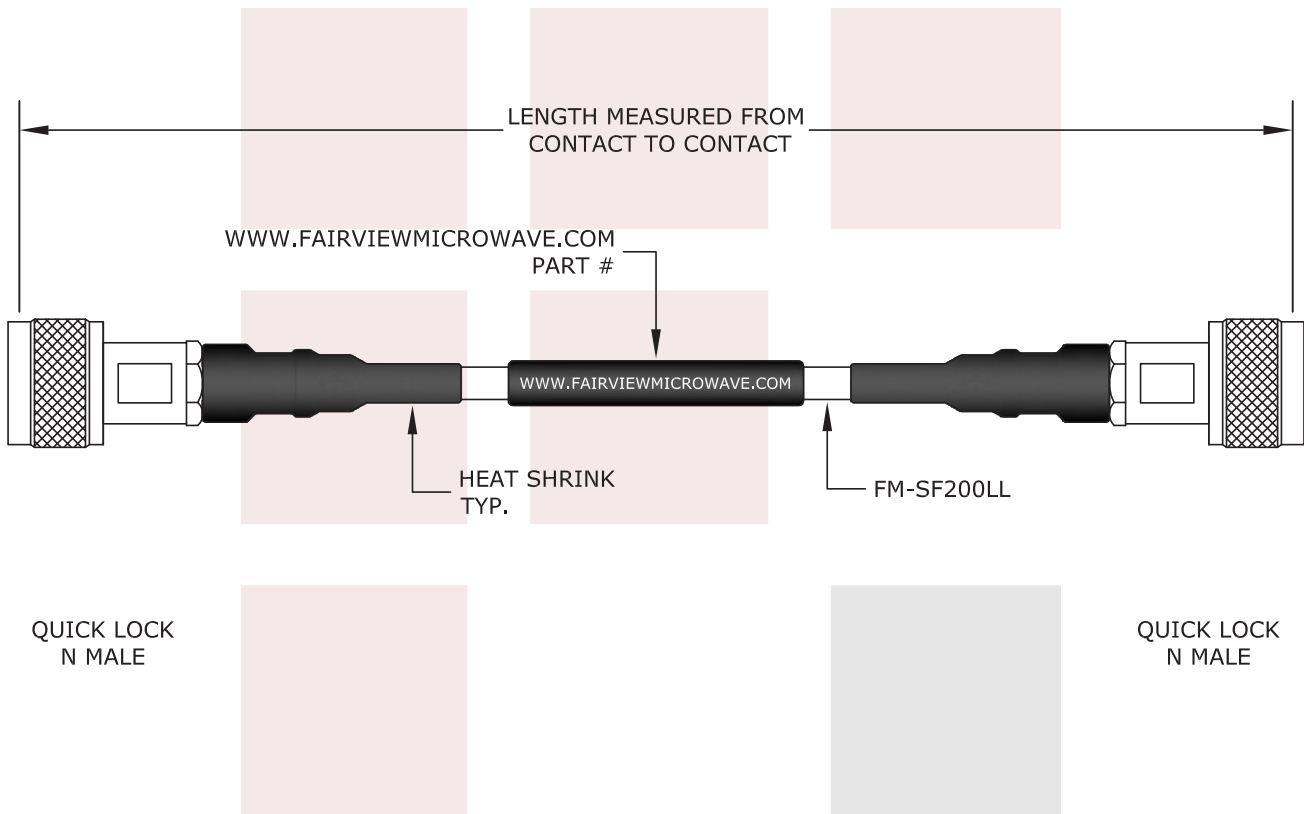 LENGTH MEASURED FROM
CONTACT TO CONTACT
WWW.FAIRVIEWMICROWAVE.COM
PART #
WWW.FAIRVIEWMICROWAVE.COM
HEAT SHRINK
TYP.
FM-SF200LL
QUICK LOCK
N MALE
QUICK LOCK
N MALE